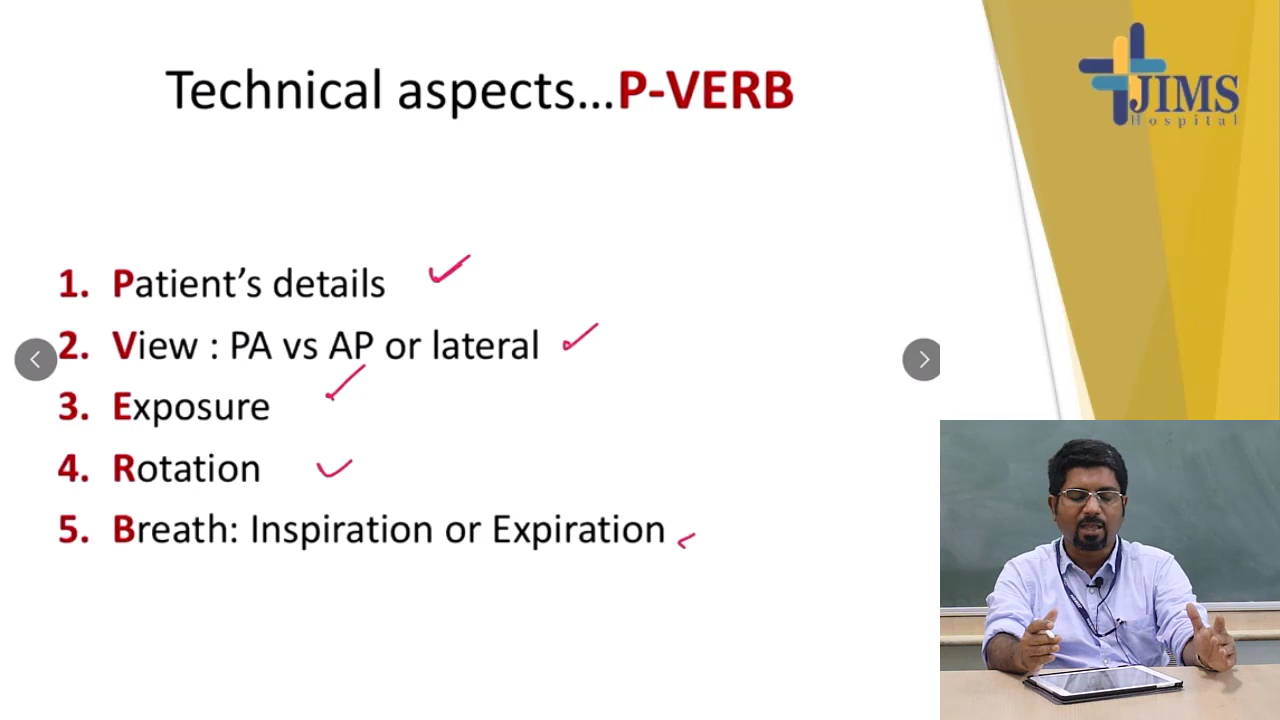 Technical aspects...P-VERB
JIMS
Hospital
1. Patient's details
2. View : PA vs AP or lateral
3. Exposure
4. Rotation
5. Breath: Inspiration or Expiration